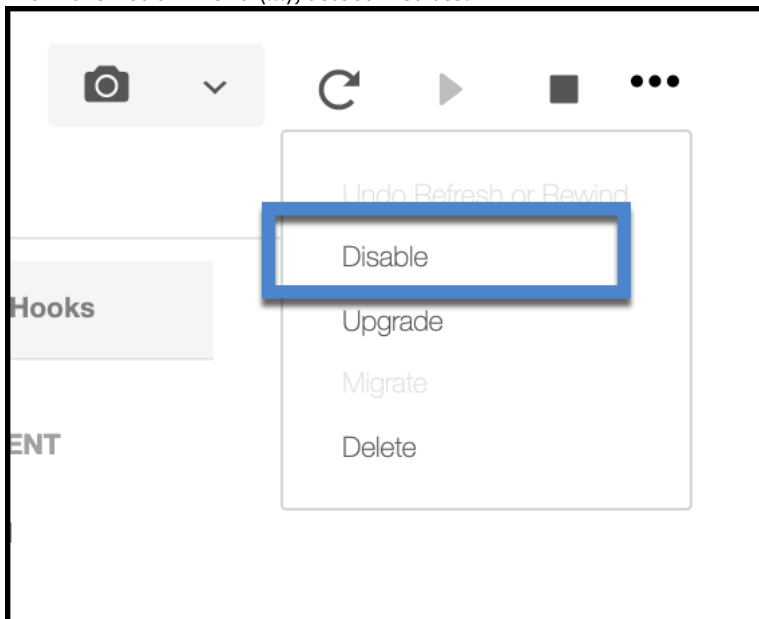 Undo Refresh or Rewind
Disable
Hooks
Upgrade
Migrate
ENT
Delete